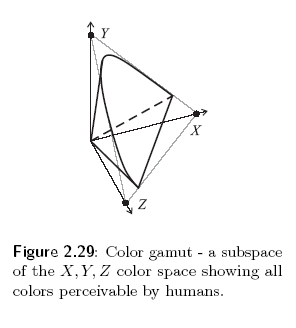 Y
X
Z
Figure 2.29: Color gamut - a subspace
of the X, Y, Z color space showing all
colors perceivable by humans.